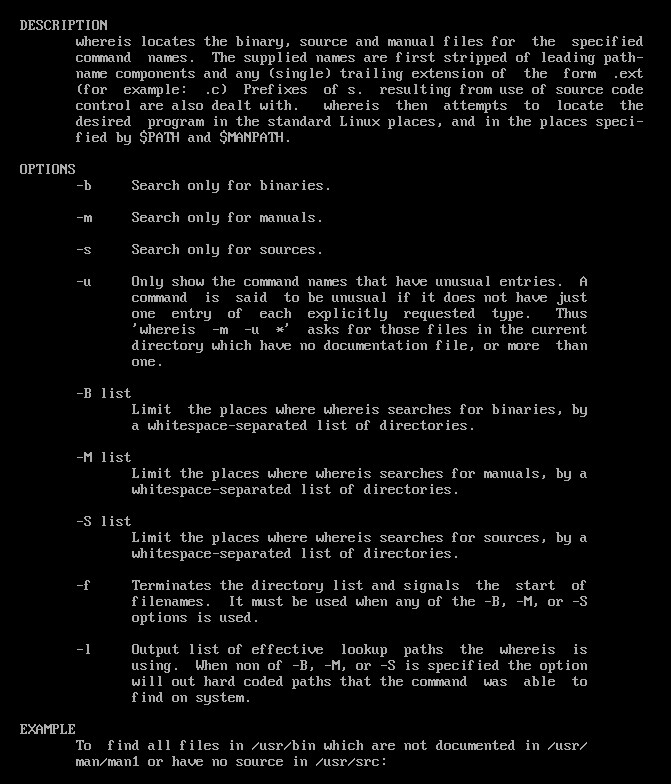 DESCRIPTION
whereis locates the binary, source and manual files for the specified
command names. The supplied names are first stripped of leading path-
name components and any (single) trailing extension of the form .ext
(for example: .c) Prefixes of s. resulting from use of source code
control are also dealt with. whereis then attempts to locate the
desired program in the standard Linux places, and in the places speci-
fied by $PATH and $MANPATH.
OPTIONS
-b Search only for binaries.
-m Search only for manuals.
-s Search only for sources.
-u Only show the command names that have unusual entries. A
command is said to be unusual if it does not have just
one entry of each explicitly requested type. Thus
'whereis -m -u *' asks for those files in the current
directory which have no documentation file, or more than
one.
-B list
Limit the places where whereis searches for binaries, by
a whitespace-separated list of directories.
-M list
Limit the places where whereis searches for manuals, by a
whitespace-separated list of directories.
-S list
Limit the places where whereis searches for sources, by a
whitespace-separated list of directories.
-f Terminates the directory list and signals the start of
filenames. It must be used when any of the -B, -M, or -S
options is used.
-l Output list of effective lookup paths the whereis is
using. When non of -B, -M, or -S is specified the option
will out hard coded paths that the command was able to
find on system.
EXAMPLE
To find all files in /usr/bin which are not documented in /usr/
man/man1 or have no source in /usr/src: